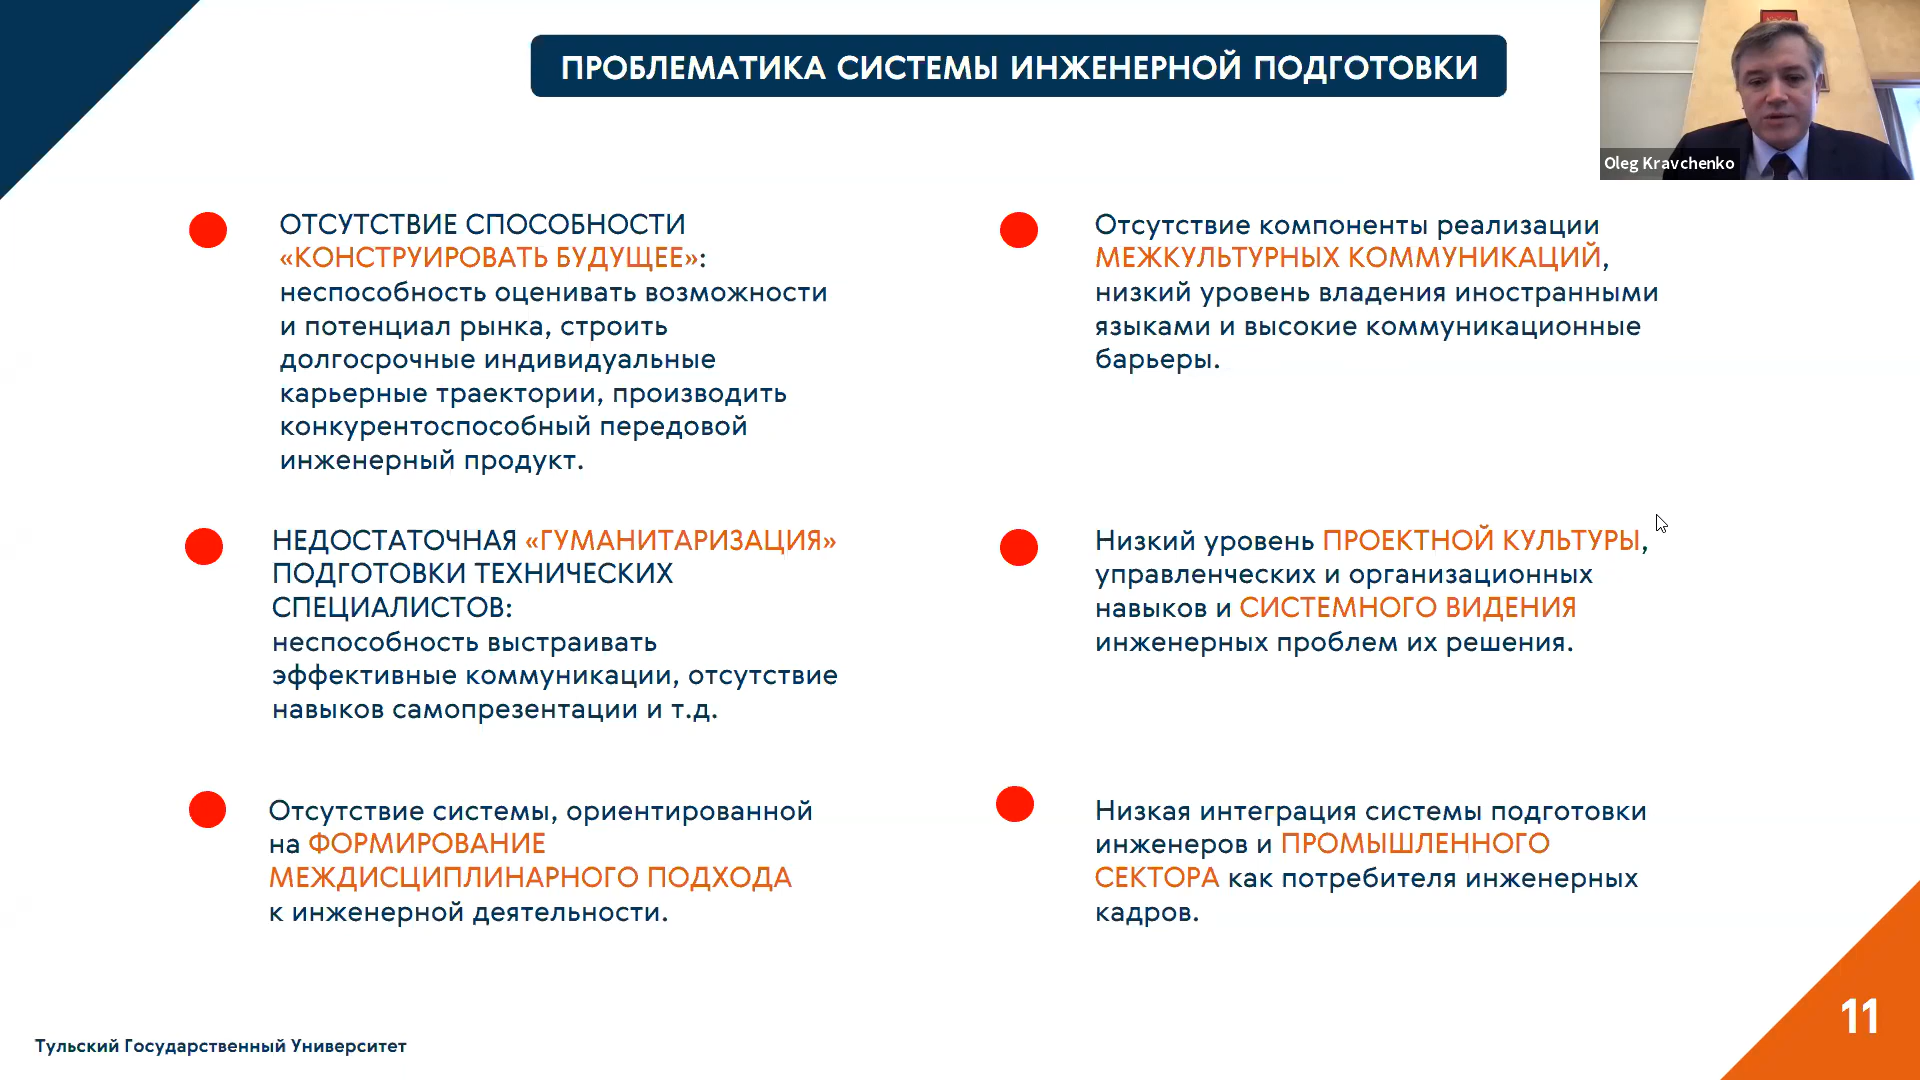 ПРОБЛЕМАТИКА СИСТЕМЫ ИНЖЕНЕРНОЙ ПОДГОТОВКИ
Oleg Kravchenko
ОТСУТСТВИЕ СПОСОБНОСТИ
«КОНСТРУИРОВАТЬ БУДУЩЕЕ»:
неспособность оценивать возможности
и потенциал рынка, строить
долгосрочные индивидуальные
карьерные траектории, производить
конкурентоспособный передовой
инженерный продукт.
НЕДОСТАТОЧНАЯ «ГУМАНИТАРИЗАЦИЯ»
ПОДГОТОВКИ ТЕХНИЧЕСКИХ
СПЕЦИАЛИСТОВ:
неспособность выстраивать
эффективные коммуникации, отсутствие
навыков самопрезентации и т.д.
Отсутствие системы, ориентированной
на ФОРМИРОВАНИЕ
МЕЖДИСЦИПЛИНАРНОГО ПОДХОДА
к инженерной деятельности.
Отсутствие компоненты реализации
МЕЖКУЛЬТУРНЫХ КОММУНИКАЦИЙ,
низкий уровень владения иностранными
языками и высокие коммуникационные
барьеры.
Низкий уровень ПРОЕКТНОЙ КУЛЬТУРЫ,
управленческих и организационных
навыков и СИСТЕМНОГО ВИДЕНИЯ
инженерных проблем их решения.
Низкая интеграция системы подготовки
инженеров и ПРОМЫШЛЕННОГО
СЕКТОРА как потребителя инженерных
кадров.
Тульский Государственный Университет
11